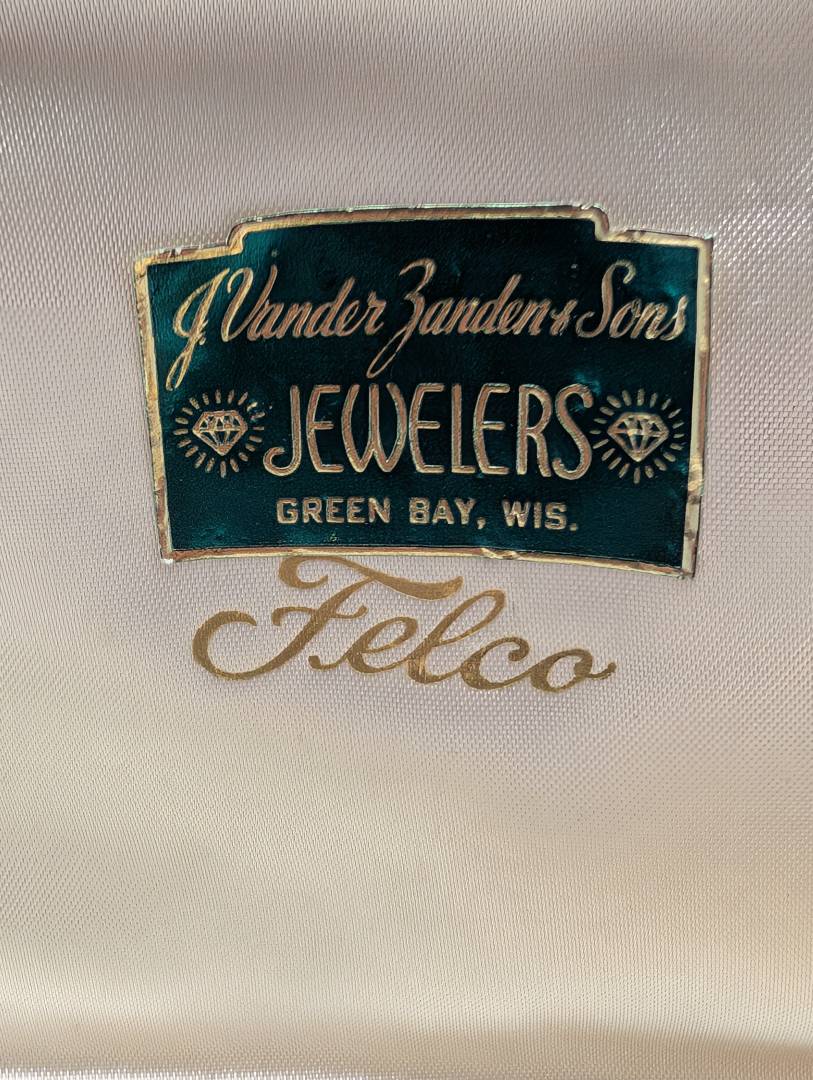 J. Vander Zanden & Sons
JEWELERS
GREEN BAY, WIS.
Felco